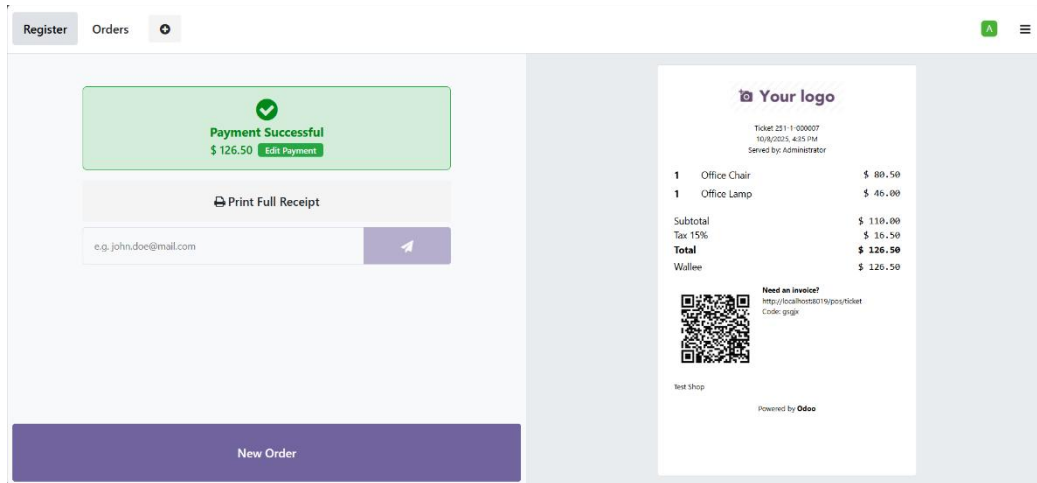 Register Orders
A
Payment Successful
$ 126.50 Edit Payment
Print Full Receipt
e.g. john.doe@mail.com
New Order
Your logo
Ticket 251-1-000007
10/8/2025, 4:35 PM
Served by: Administrator
1 Office Chair $ 80.50
1 Office Lamp $ 46.00
Subtotal $ 110.00
Tax 15% $ 16.50
Total $ 126.50
Wallee $ 126.50
Need an invoice?
http://localhost:8019/pos/ticket
Code: gsgjx
Test Shop
Powered by Odoo